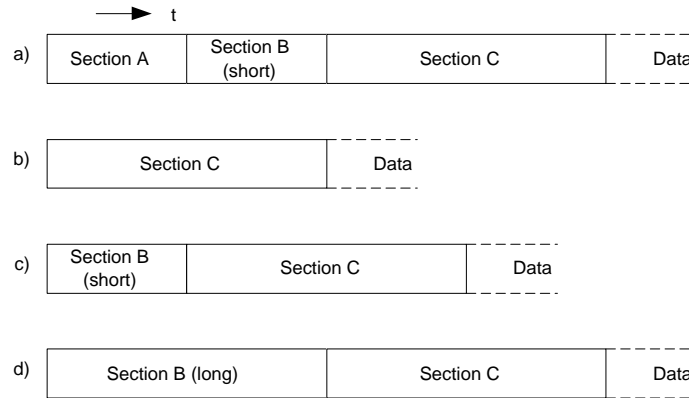 t
a) Section A Section B (short) Section C Data
b) Section C Data
c) Section B (short) Section C Data
d) Section B (long) Section C Data